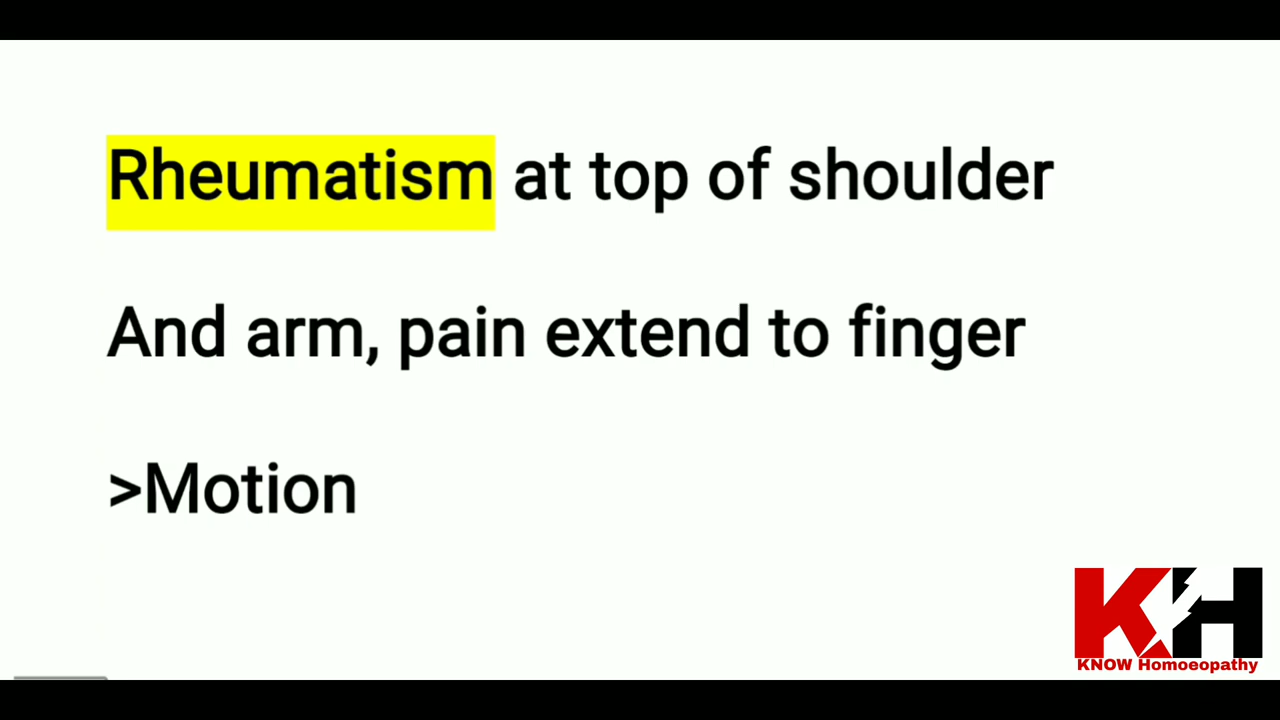 Rheumatism at top of shoulder
And arm, pain extend to finger
>Motion
KH
KNOW Homoeopathy